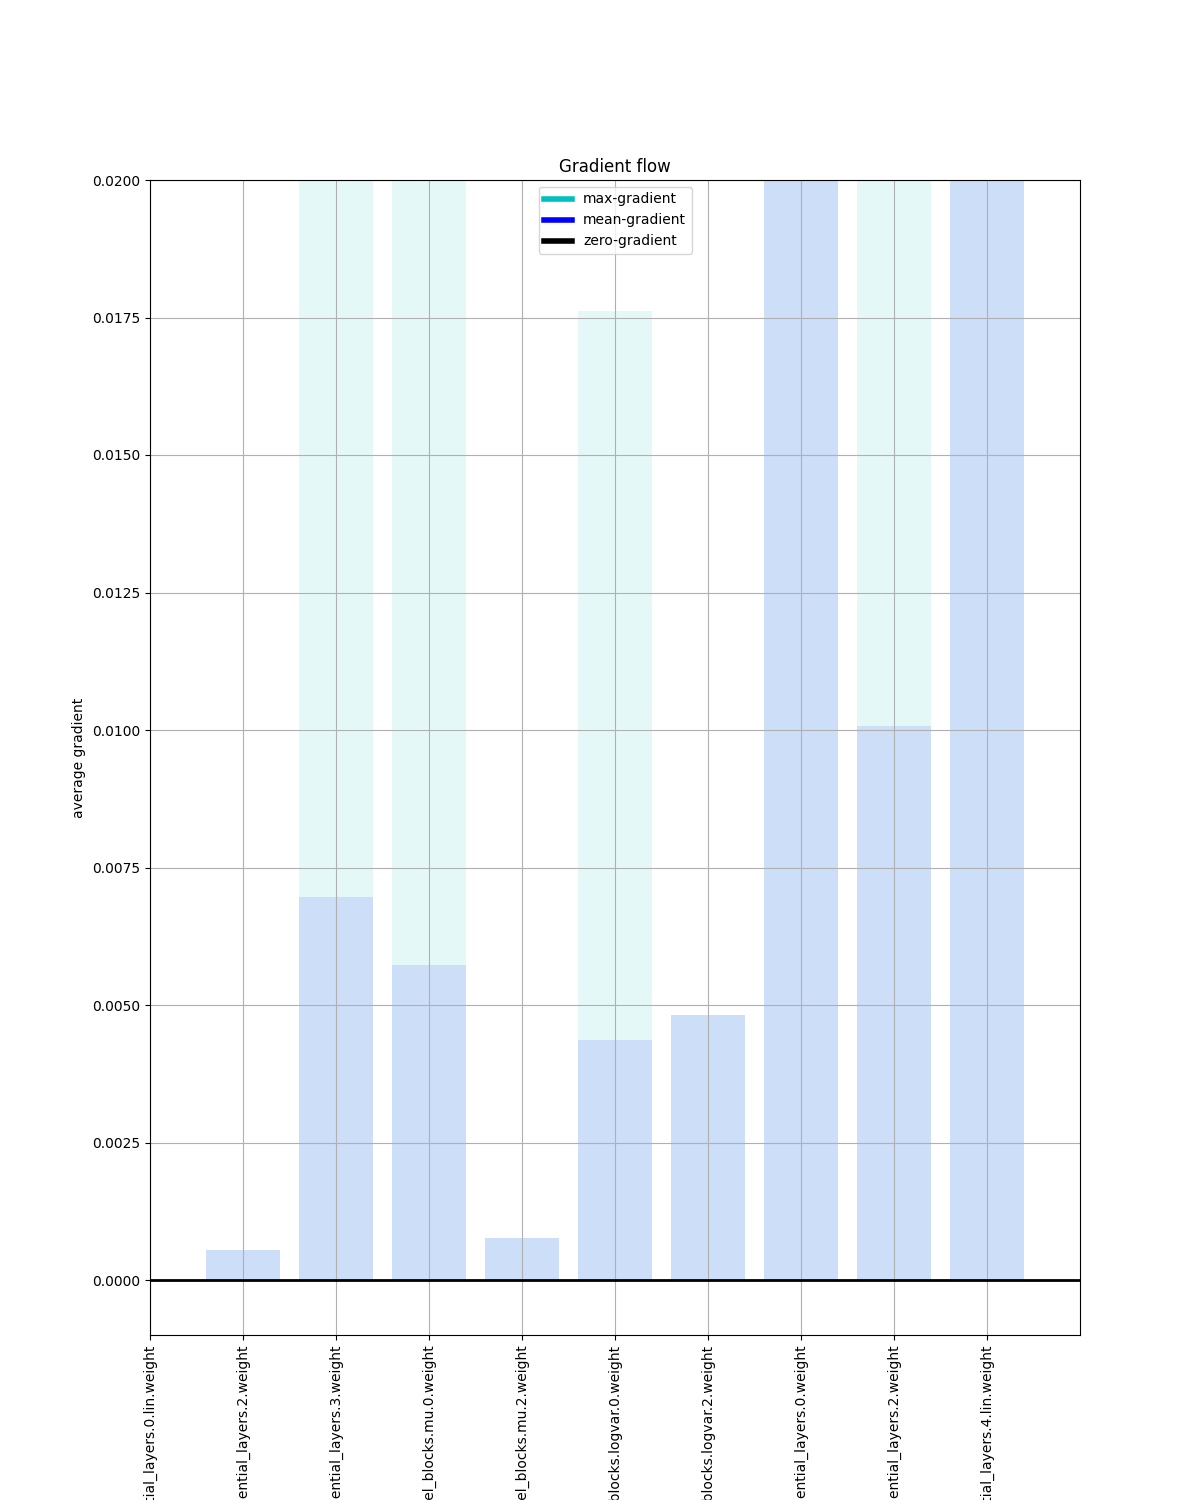 Gradient flow
max-gradient
mean-gradient
zero-gradient
average gradient
0.0200
0.0175
0.0150
0.0125
0.0100
0.0075
0.0050
0.0025
0.0000
tial_layers.0.lin.weight
ential_layers.2.weight
ential_layers.3.weight
el_blocks.mu.0.weight
el_blocks.mu.2.weight
blocks.logvar.0.weight
blocks.logvar.2.weight
ential_layers.0.weight
ential_layers.2.weight
tial_layers.4.lin.weight